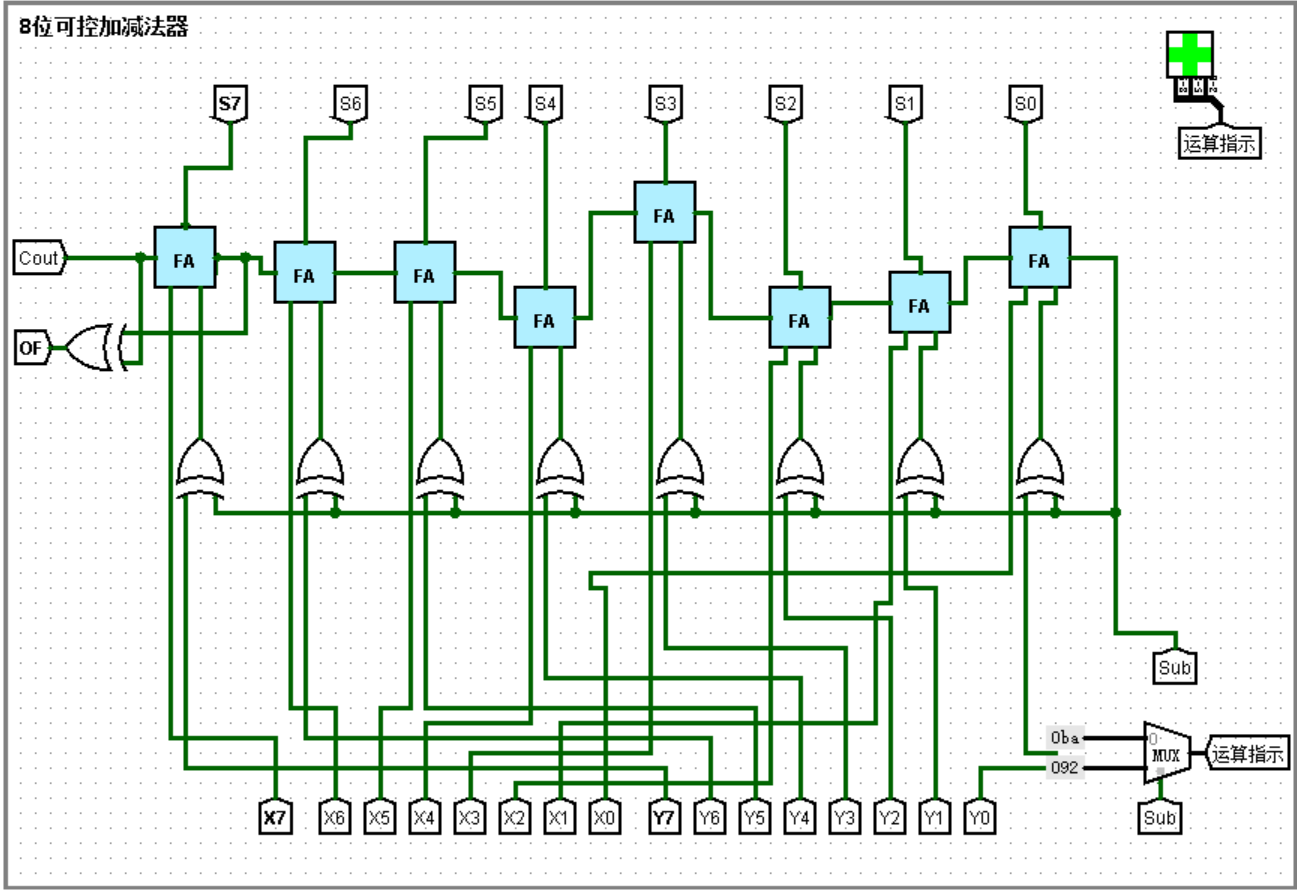 8位可控加减法器
S7 S6 S5 S4 S3 S2 S1 S0
运算指示
FA
FA FA FA FA
Cout FA FA FA
OF
Sub
0ba 0
092 MUX 运算指示
X7 X6 X5 X4 X3 X2 X1 X0 Y7 Y6 Y5 Y4 Y3 Y2 Y1 Y0 Sub